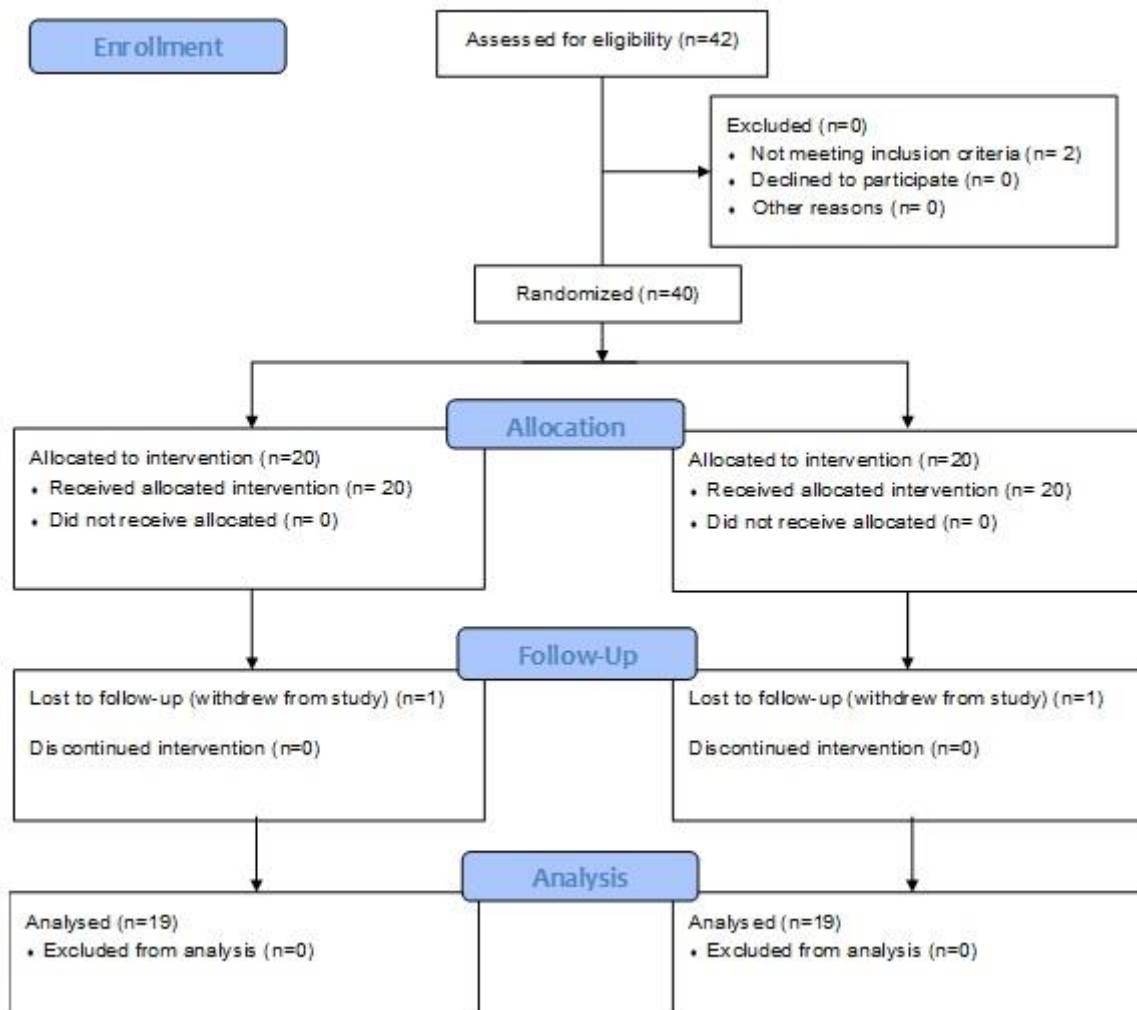 Enrollment
Assessed for eligibility (n=42)
Excluded (n=0)
⬧ Not meeting inclusion criteria (n= 2)
⬧ Declined to participate (n= 0)
⬧ Other reasons (n= 0)
Randomized (n=40)
Allocation
Allocated to intervention (n=20)
⬧ Received allocated intervention (n= 20)
⬧ Did not receive allocated (n= 0)
Allocated to intervention (n=20)
⬧ Received allocated intervention (n= 20)
⬧ Did not receive allocated (n= 0)
Follow-Up
Lost to follow-up (withdrew from study) (n=1)
Discontinued intervention (n=0)
Lost to follow-up (withdrew from study) (n=1)
Discontinued intervention (n=0)
Analysis
Analysed (n=19)
⬧ Excluded from analysis (n=0)
Analysed (n=19)
⬧ Excluded from analysis (n=0)